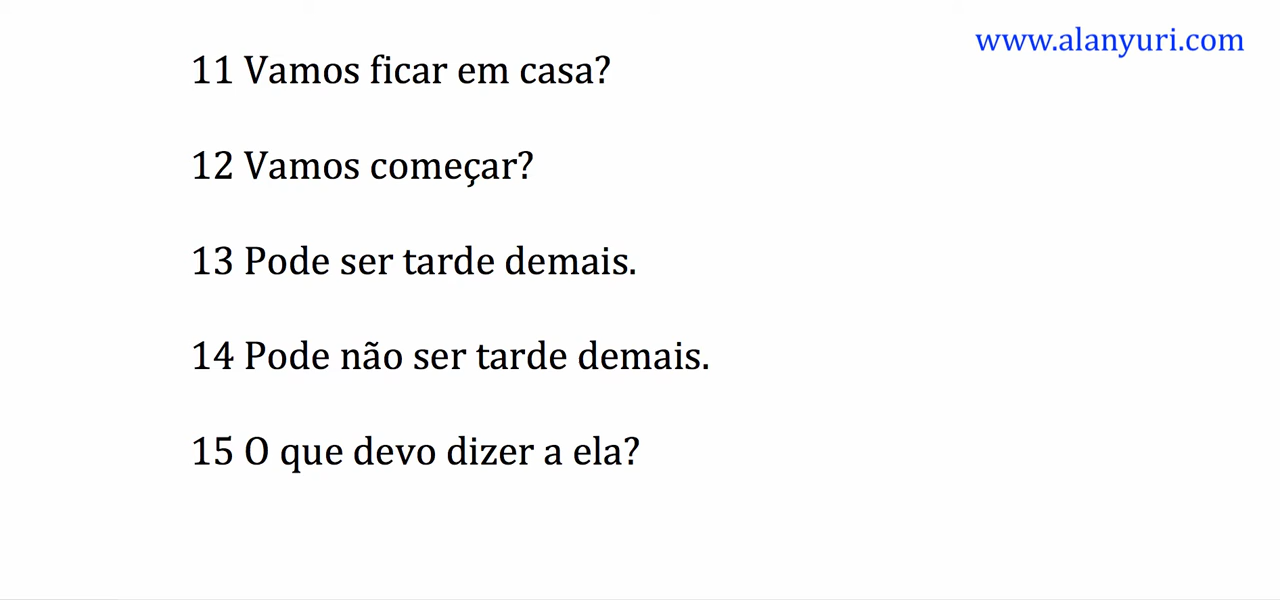 www.alanyuri.com
11 Vamos ficar em casa?
12 Vamos começar?
13 Pode ser tarde demais.
14 Pode não ser tarde demais.
15 O que devo dizer a ela?